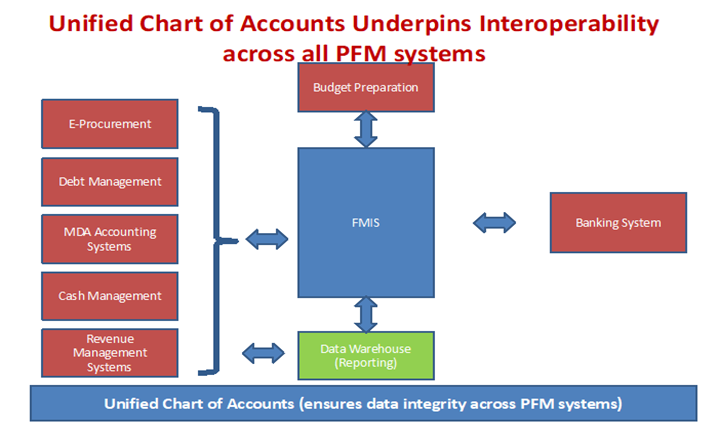 Unified Chart of Accounts Underpins Interoperability
across all PFM systems
Budget Preparation
E-Procurement
Debt Management
MDA Accounting
Systems
Cash Management
Revenue
Management
Systems
FMIS
Banking System
Data Warehouse
(Reporting)
Unified Chart of Accounts (ensures data integrity across PFM systems)